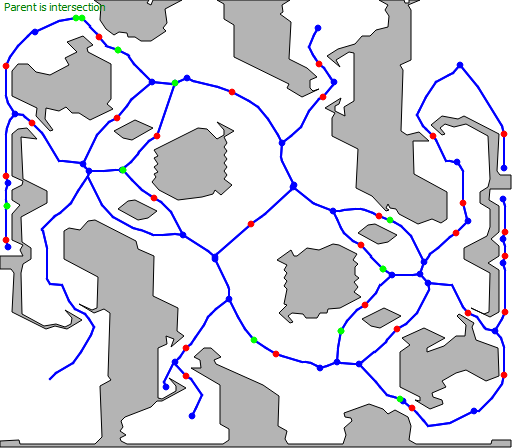 Parent is intersection